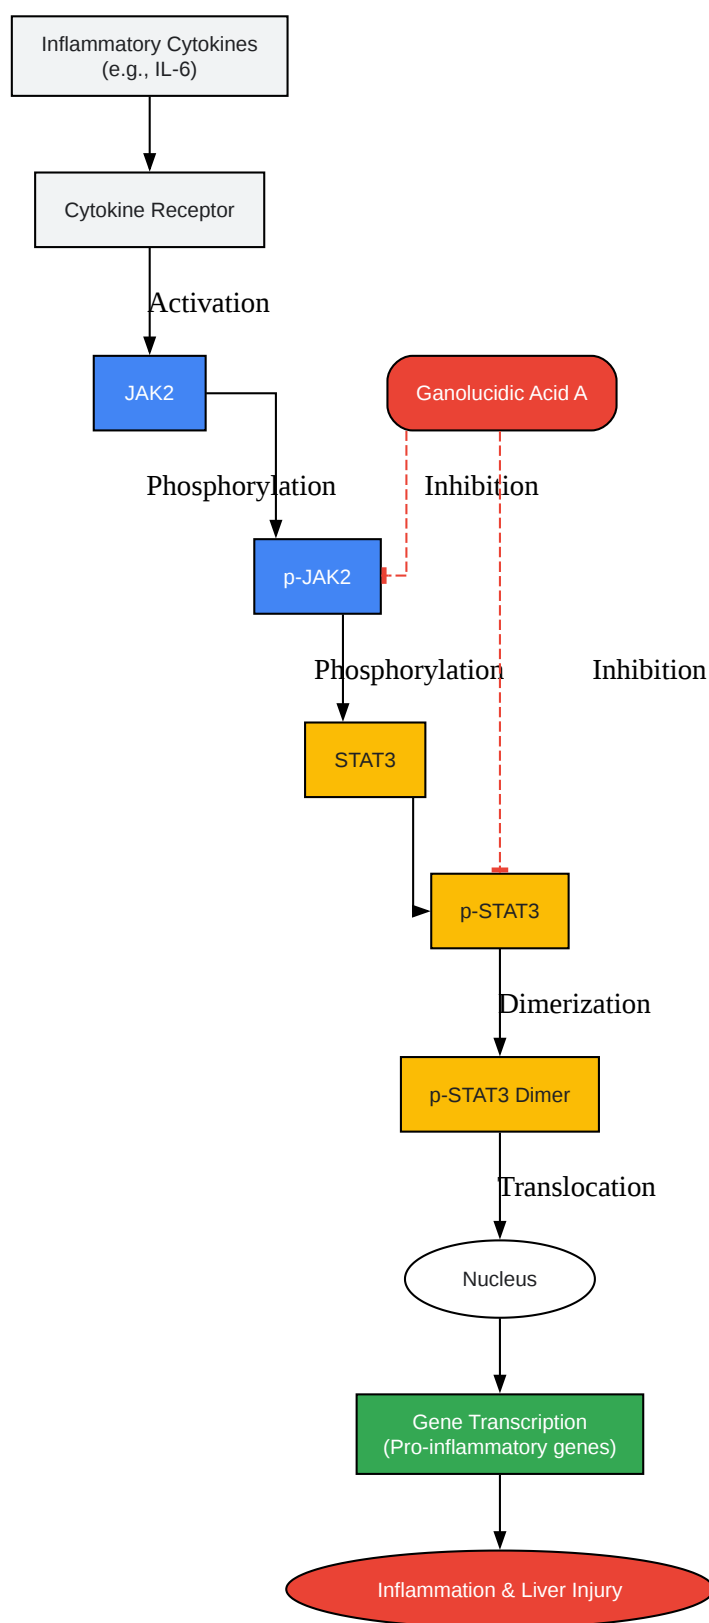 Inflammatory Cytokines
(e.g., IL-6)
Cytokine Receptor
Activation
JAK2
Ganolucidic Acid A
Phosphorylation
Inhibition
p-JAK2
Phosphorylation
Inhibition
STAT3
p-STAT3
Dimerization
p-STAT3 Dimer
Translocation
Nucleus
Gene Transcription
(Pro-inflammatory genes)
Inflammation & Liver Injury